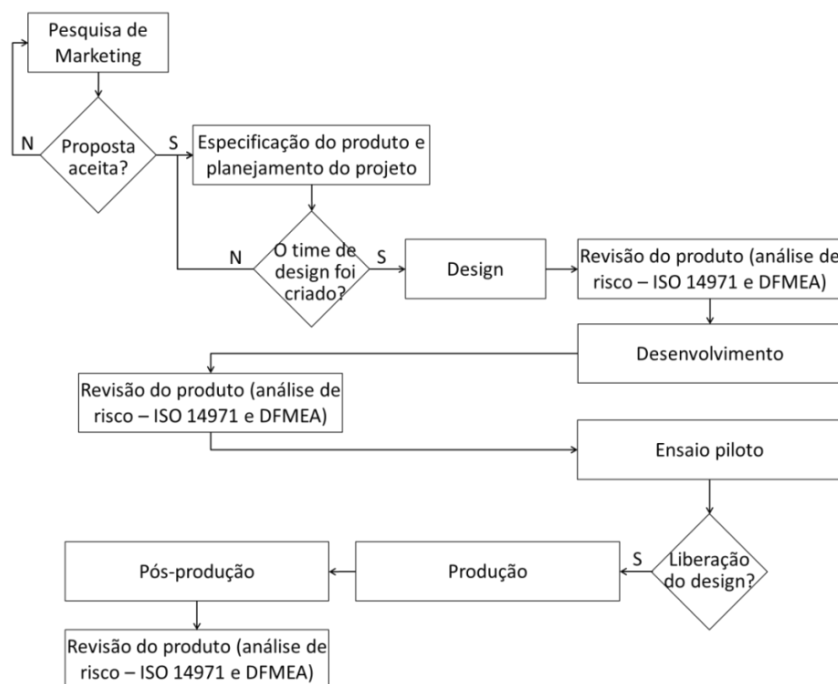 Pesquisa de
Marketing
N
Proposta
aceita?
S
Especificação do produto e
planejamento do projeto
N
O time de
design foi
criado?
S
Design
Revisão do produto (análise de
risco – ISO 14971 e DFMEA)
Desenvolvimento
Revisão do produto (análise de
risco – ISO 14971 e DFMEA)
Ensaio piloto
Liberação
do design?
S
Produção
Pós-produção
Revisão do produto (análise de
risco – ISO 14971 e DFMEA)